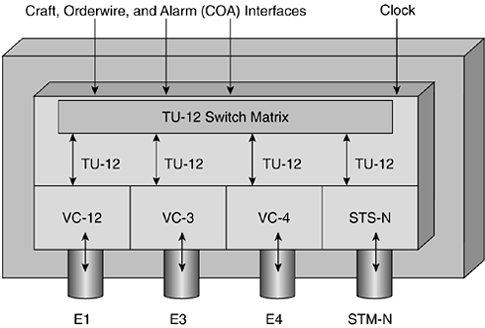 Craft, Orderwire, and Alarm (COA) Interfaces Clock
TU-12 Switch Matrix
TU-12 TU-12 TU-12 TU-12
VC-12 VC-3 VC-4 STS-N
E1 E3 E4 STM-N